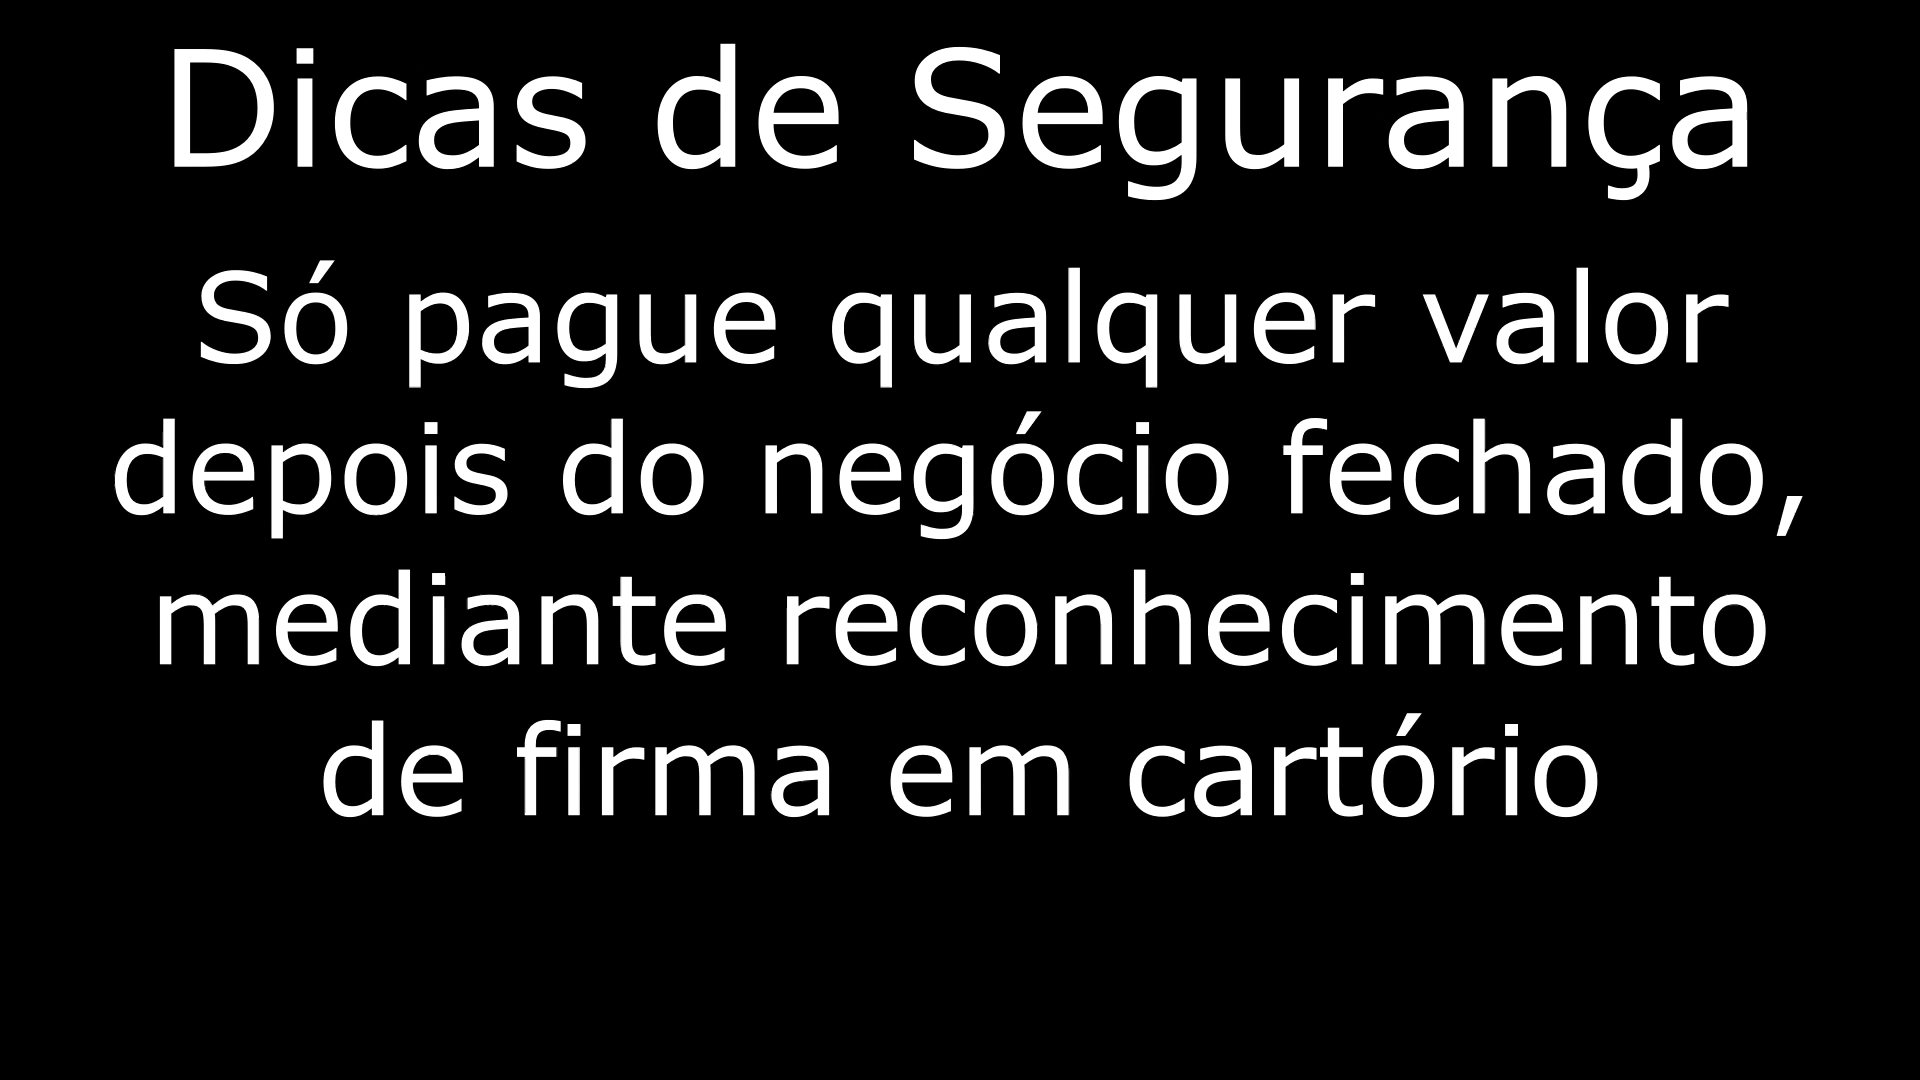 Dicas de Segurança
Só pague qualquer valor
depois do negócio fechado,
mediante reconhecimento
de firma em cartório